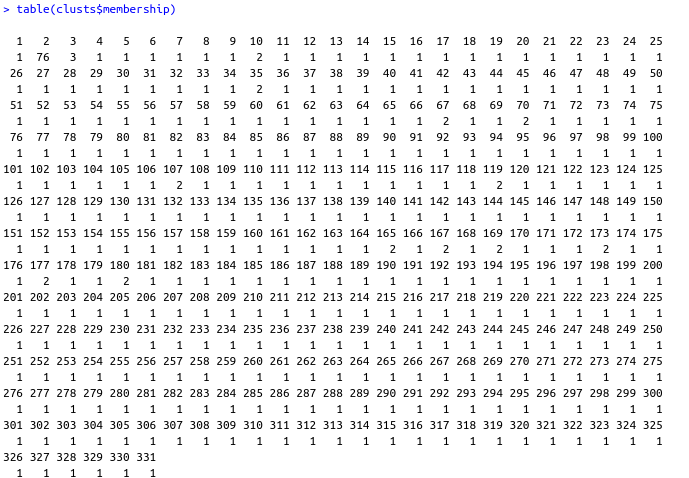 > table(clusts$membership)
1 2 3 4 5 6 7 8 9 10 11 12 13 14 15 16 17 18 19 20 21 22 23 24 25
1 76 3 1 1 1 1 1 1 2 1 1 1 1 1 1 1 1 1 1 1 1 1 1 1
26 27 28 29 30 31 32 33 34 35 36 37 38 39 40 41 42 43 44 45 46 47 48 49 50
1 1 1 1 1 1 1 1 1 2 1 1 1 1 1 1 1 1 1 1 1 1 1 1 1
51 52 53 54 55 56 57 58 59 60 61 62 63 64 65 66 67 68 69 70 71 72 73 74 75
1 1 1 1 1 1 1 1 1 1 1 1 1 1 1 1 2 1 1 2 1 1 1 1 1
76 77 78 79 80 81 82 83 84 85 86 87 88 89 90 91 92 93 94 95 96 97 98 99 100
1 1 1 1 1 1 1 1 1 1 1 1 1 1 1 1 1 1 1 1 1 1 1 1 1
101 102 103 104 105 106 107 108 109 110 111 112 113 114 115 116 117 118 119 120 121 122 123 124 125
1 1 1 1 1 1 2 1 1 1 1 1 1 1 1 1 1 1 2 1 1 1 1 1 1
126 127 128 129 130 131 132 133 134 135 136 137 138 139 140 141 142 143 144 145 146 147 148 149 150
1 1 1 1 1 1 1 1 1 1 1 1 1 1 1 1 1 1 1 1 1 1 1 1 1
151 152 153 154 155 156 157 158 159 160 161 162 163 164 165 166 167 168 169 170 171 172 173 174 175
1 1 1 1 1 1 1 1 1 1 1 1 1 1 2 1 2 1 2 1 1 1 2 1 1
176 177 178 179 180 181 182 183 184 185 186 187 188 189 190 191 192 193 194 195 196 197 198 199 200
1 2 1 1 2 1 1 1 1 1 1 1 1 1 1 1 1 1 1 1 1 1 1 1 1
201 202 203 204 205 206 207 208 209 210 211 212 213 214 215 216 217 218 219 220 221 222 223 224 225
1 1 1 1 1 1 1 1 1 1 1 1 1 1 1 1 1 1 1 1 1 1 1 1 1
226 227 228 229 230 231 232 233 234 235 236 237 238 239 240 241 242 243 244 245 246 247 248 249 250
1 1 1 1 1 1 1 1 1 1 1 1 1 1 1 1 1 1 1 1 1 1 1 1 1
251 252 253 254 255 256 257 258 259 260 261 262 263 264 265 266 267 268 269 270 271 272 273 274 275
1 1 1 1 1 1 1 1 1 1 1 1 1 1 1 1 1 1 1 1 1 1 1 1 1
276 277 278 279 280 281 282 283 284 285 286 287 288 289 290 291 292 293 294 295 296 297 298 299 300
1 1 1 1 1 1 1 1 1 1 1 1 1 1 1 1 1 1 1 1 1 1 1 1 1
301 302 303 304 305 306 307 308 309 310 311 312 313 314 315 316 317 318 319 320 321 322 323 324 325
1 1 1 1 1 1 1 1 1 1 1 1 1 1 1 1 1 1 1 1 1 1 1 1 1
326 327 328 329 330 331
1 1 1 1 1 1